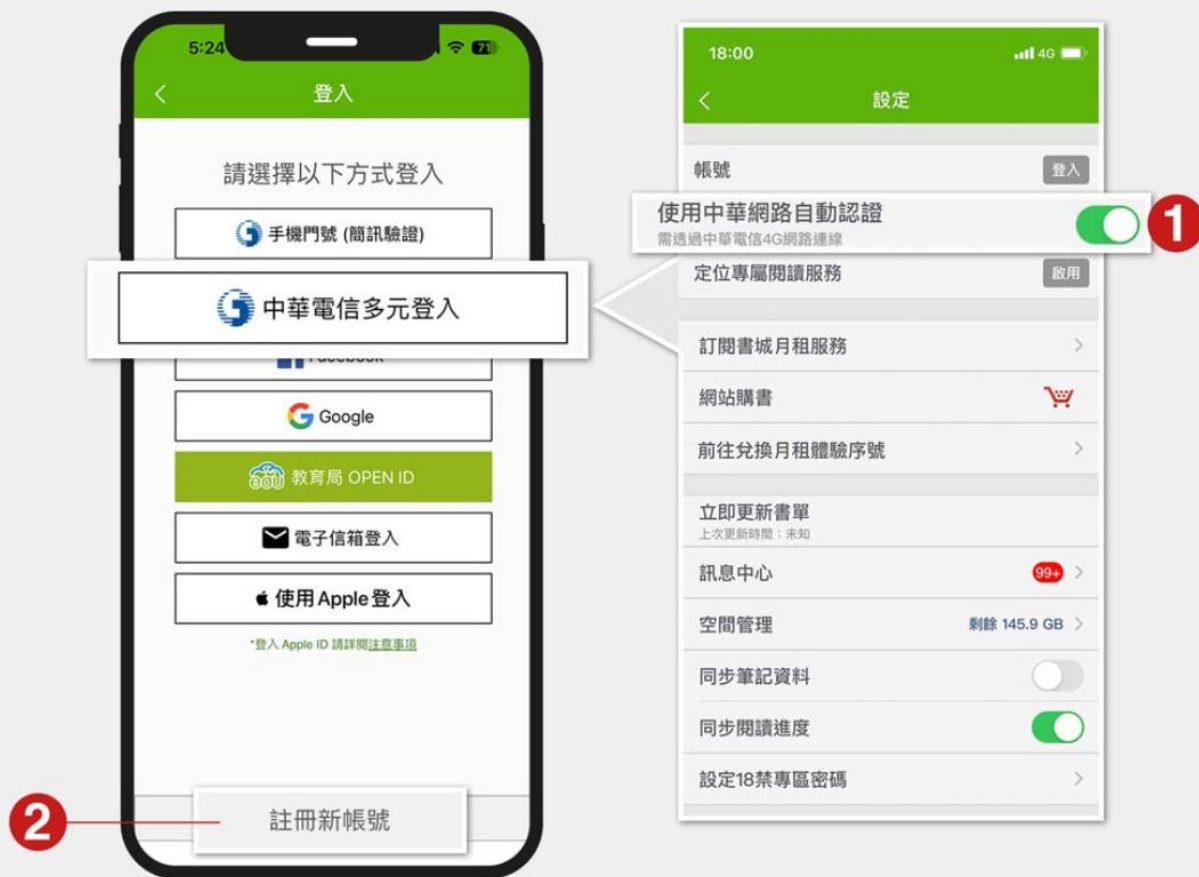 5:24
71
登入
請選擇以下方式登入
手機門號 (簡訊驗證)
中華電信多元登入
Facebook
Google
edu 教育局 OPEN ID
電子信箱登入
使用Apple登入
*登入 Apple ID 請詳閱注意事項
2
註冊新帳號
18:00
4G
設定
帳號
登入
使用中華網路自動認證
需透過中華電信4G網路連線
1
定位專屬閱讀服務
啟用
訂閱書城月租服務
網站購書
前往兌換月租體驗序號
立即更新書單
上次更新時間：未知
訊息中心
99+
空間管理
剩餘 145.9 GB
同步筆記資料
同步閱讀進度
設定18禁專區密碼